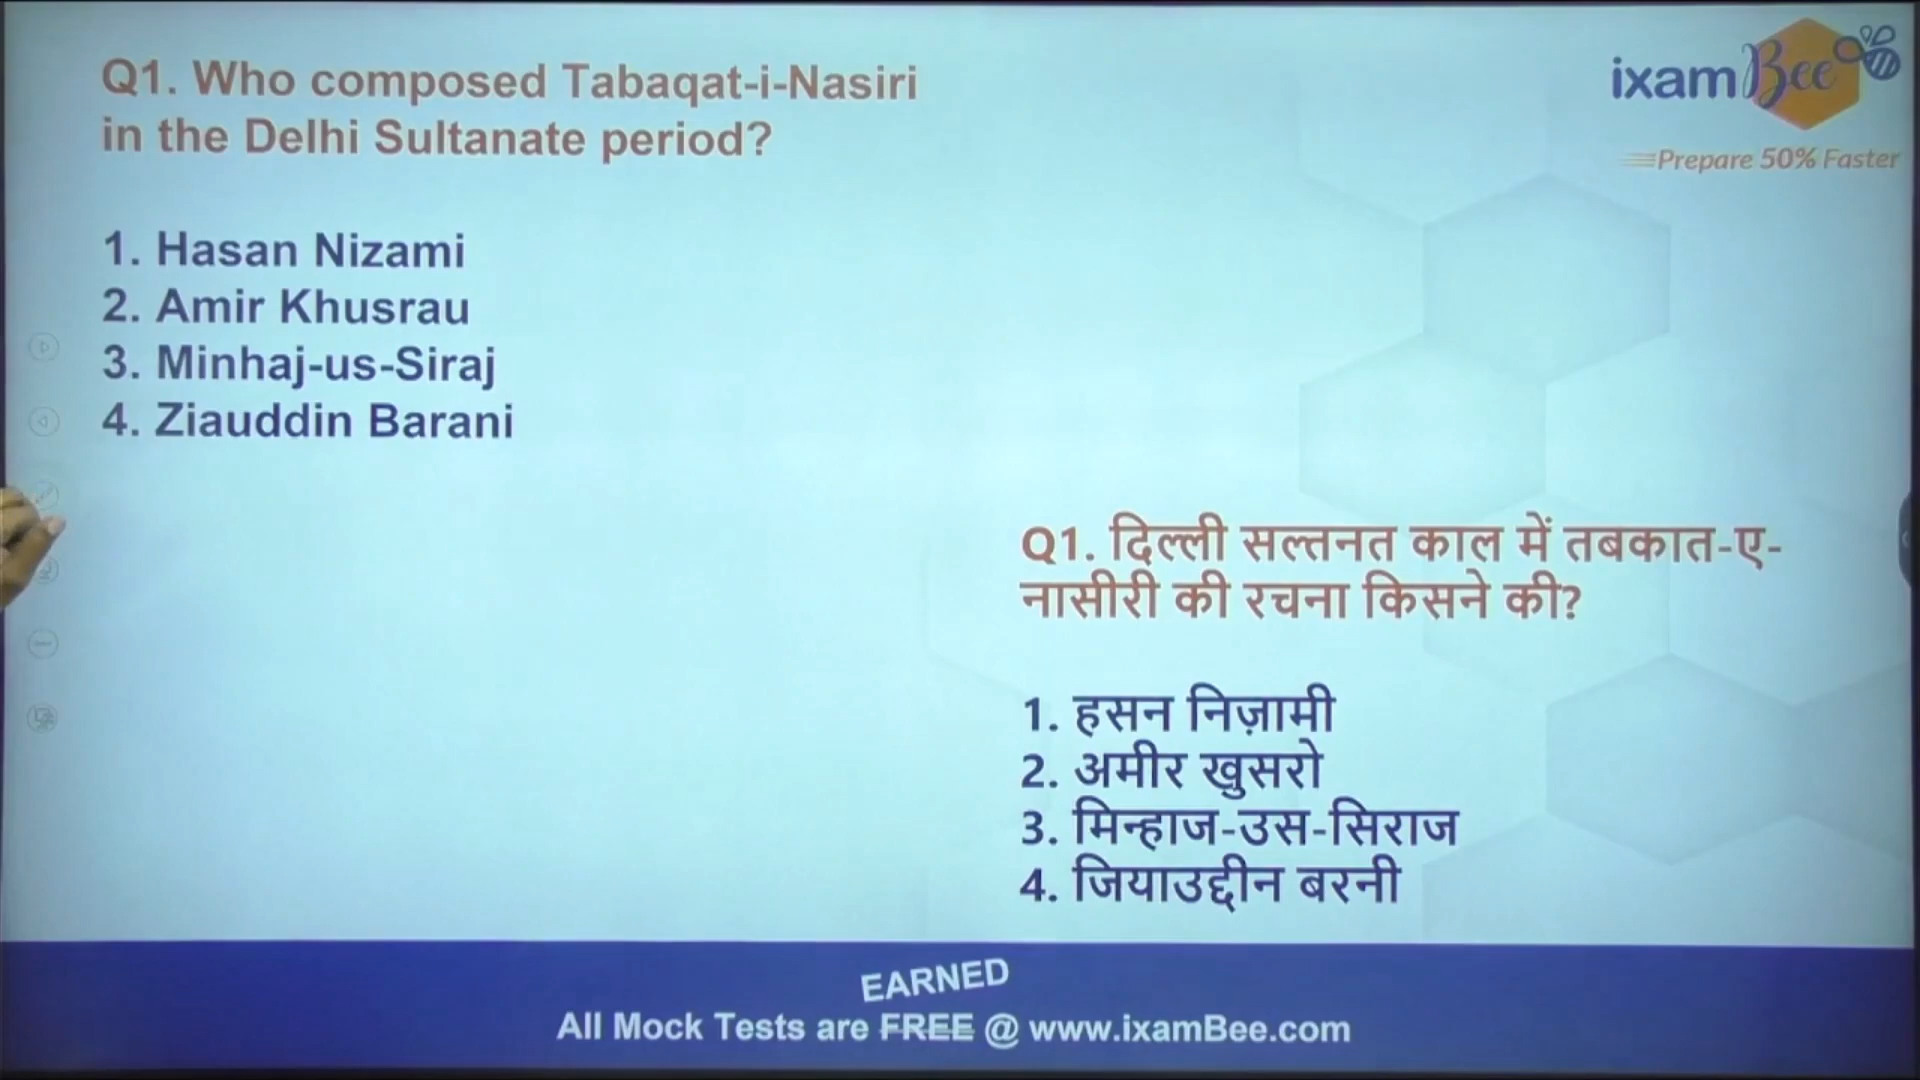 Q1. Who composed Tabaqat-i-Nasiri
in the Delhi Sultanate period?
1. Hasan Nizami
2. Amir Khusrau
3. Minhaj-us-Siraj
4. Ziauddin Barani
ixamBee
Prepare 50% Faster
Q1. दिल्ली सल्तनत काल में तबकात-ए-
नासीरी की रचना किसने की?
1. हसन निज़ामी
2. अमीर खुसरो
3. मिन्हाज-उस-सिराज
4. जियाउद्दीन बरनी
EARNED
All Mock Tests are FREE @ www.ixamBee.com